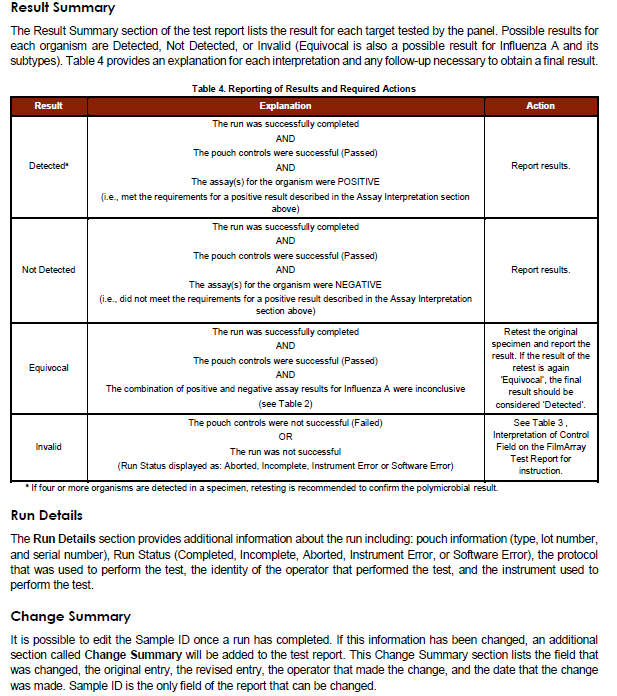 Result Summary
The Result Summary section of the test report lists the result for each target tested by the panel. Possible results for
each organism are Detected, Not Detected, or Invalid (Equivocal is also a possible result for Influenza A and its
subtypes). Table 4 provides an explanation for each interpretation and any follow-up necessary to obtain a final result.
Table 4. Reporting of Results and Required Actions
Result Explanation Action
Detected*
The run was successfully completed
AND
The pouch controls were successful (Passed)
AND
The assay(s) for the organism were POSITIVE
(i.e., met the requirements for a positive result described in the Assay Interpretation section
above)
Report results.
Not Detected
The run was successfully completed
AND
The pouch controls were successful (Passed)
AND
The assay(s) for the organism were NEGATIVE
(i.e., did not meet the requirements for a positive result described in the Assay Interpretation
section above)
Report results.
Equivocal
The run was successfully completed
AND
The pouch controls were successful (Passed)
AND
The combination of positive and negative assay results for Influenza A were inconclusive
(see Table 2)
Retest the original
specimen and report the
result. If the result of the
retest is again
'Equivocal', the final
result should be
considered 'Detected'.
Invalid
The pouch controls were not successful (Failed)
OR
The run was not successful
(Run Status displayed as: Aborted, Incomplete, Instrument Error or Software Error)
See Table 3 ,
Interpretation of Control
Field on the FilmArray
Test Report for
instruction.
* If four or more organisms are detected in a specimen, retesting is recommended to confirm the polymicrobial result.
Run Details
The Run Details section provides additional information about the run including: pouch information (type, lot number,
and serial number), Run Status (Completed, Incomplete, Aborted, Instrument Error, or Software Error), the protocol
that was used to perform the test, the identity of the operator that performed the test, and the instrument used to
perform the test.
Change Summary
It is possible to edit the Sample ID once a run has completed. If this information has been changed, an additional
section called Change Summary will be added to the test report. This Change Summary section lists the field that
was changed, the original entry, the revised entry, the operator that made the change, and the date that the change
was made. Sample ID is the only field of the report that can be changed.